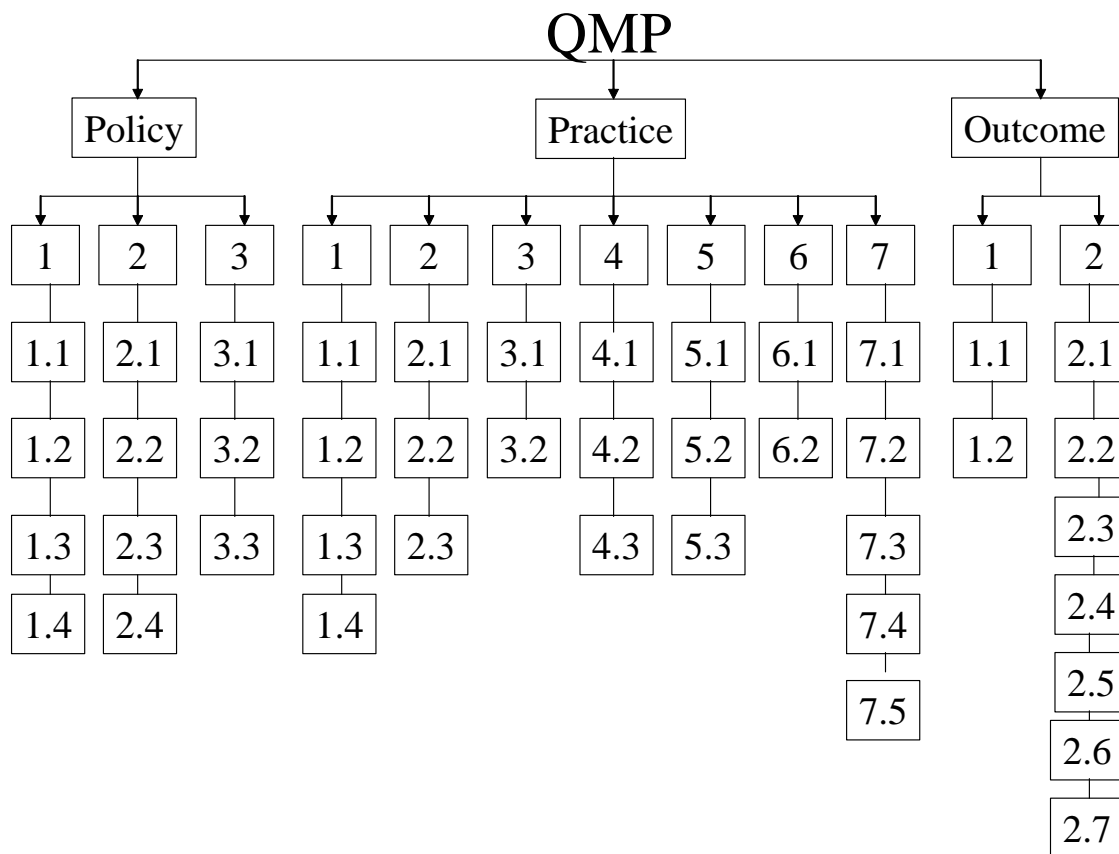 QMP
Policy Practice Outcome
1 2 3 1 2 3 4 5 6 7 1 2
1.1 2.1 3.1 1.1 2.1 3.1 4.1 5.1 6.1 7.1 1.1 2.1
1.2 2.2 3.2 1.2 2.2 3.2 4.2 5.2 6.2 7.2 1.2 2.2
1.3 2.3 3.3 1.3 2.3 4.3 5.3 7.3 2.3
1.4 2.4 1.4 7.4 2.4
7.5 2.5
2.6
2.7